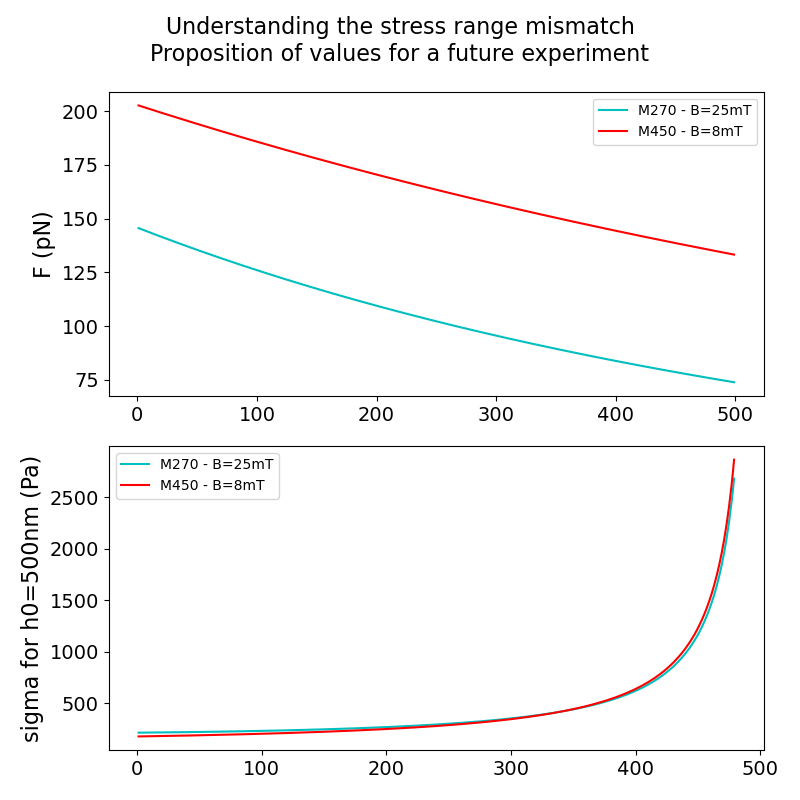 Understanding the stress range mismatch
Proposition of values for a future experiment
F (pN)
200
175
150
125
100
75
M270 - B=25mT
M450 - B=8mT
0 100 200 300 400 500
sigma for h0=500nm (Pa)
2500
2000
1500
1000
500
M270 - B=25mT
M450 - B=8mT
0 100 200 300 400 500